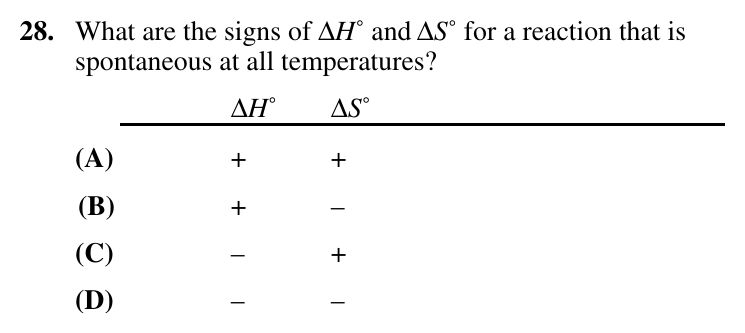 28. What are the signs of ΔH° and ΔS° for a reaction that is
spontaneous at all temperatures?
ΔH° ΔS°
(A) + +
(B) + –
(C) – +
(D) – –